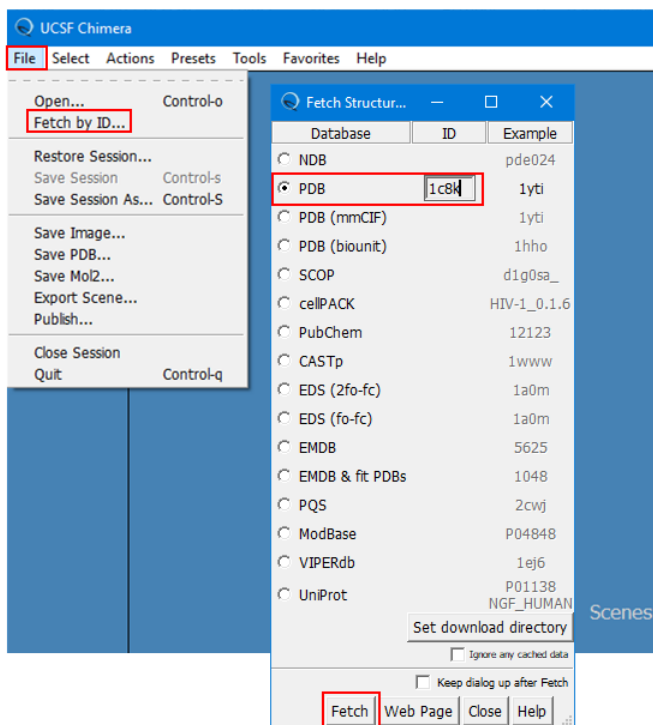 UCSF Chimera
File Select Actions Presets Tools Favorites Help
Open... Control-o
Fetch by ID...
Restore Session...
Save Session Control-s
Save Session As... Control-S
Save Image...
Save PDB...
Save Mol2...
Export Scene...
Publish...
Close Session
Quit Control-q
Fetch Structur...
Database ID Example
NDB pde024
PDB 1c8k 1yti
PDB (mmCIF) 1yti
PDB (biounit) 1hho
SCOP d1g0sa_
cellPACK HIV-1_0.1.6
PubChem 12123
CASTp 1www
EDS (2fo-fc) 1a0m
EDS (fo-fc) 1a0m
EMDB 5625
EMDB & fit PDBs 1048
PQS 2cwj
ModBase P04848
VIPERdb 1ej6
UniProt P01138
NGF_HUMAN
Scenes
Set download directory
Ignore any cached data
Keep dialog up after Fetch
Fetch Web Page Close Help